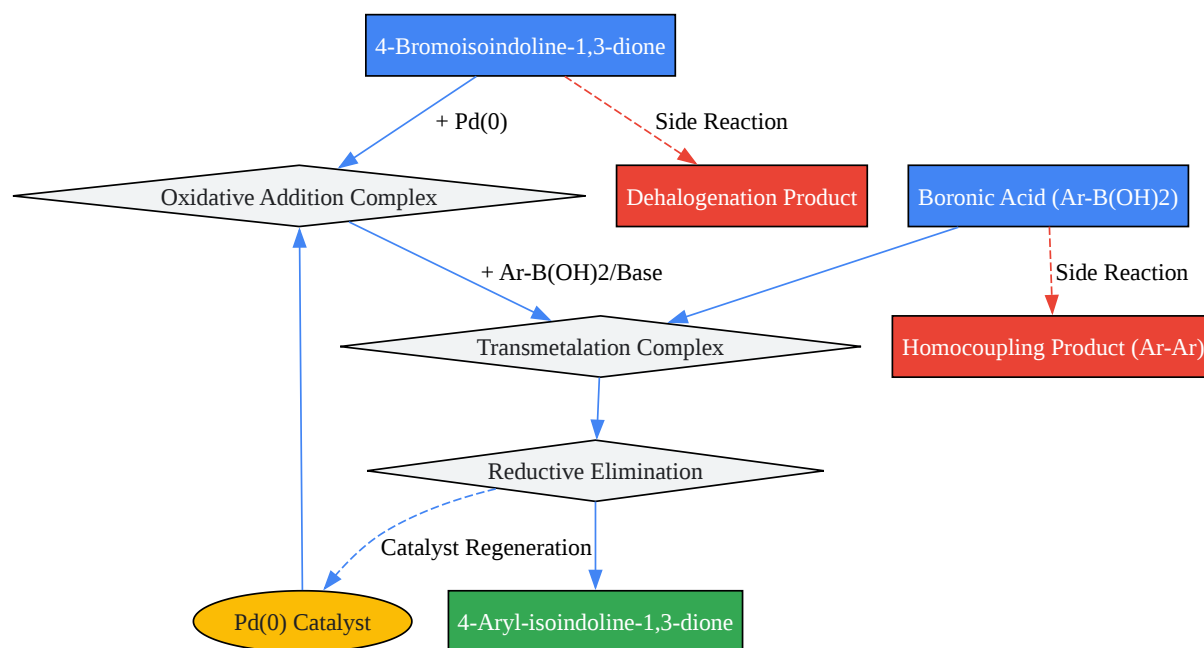 4-Bromoisoindoline-1,3-dione
+ Pd(0)
Side Reaction
Oxidative Addition Complex
Dehalogenation Product
Boronic Acid (Ar-B(OH)2)
+ Ar-B(OH)2/Base
Side Reaction
Transmetalation Complex
Homocoupling Product (Ar-Ar)
Reductive Elimination
Catalyst Regeneration
Pd(0) Catalyst
4-Aryl-isoindoline-1,3-dione